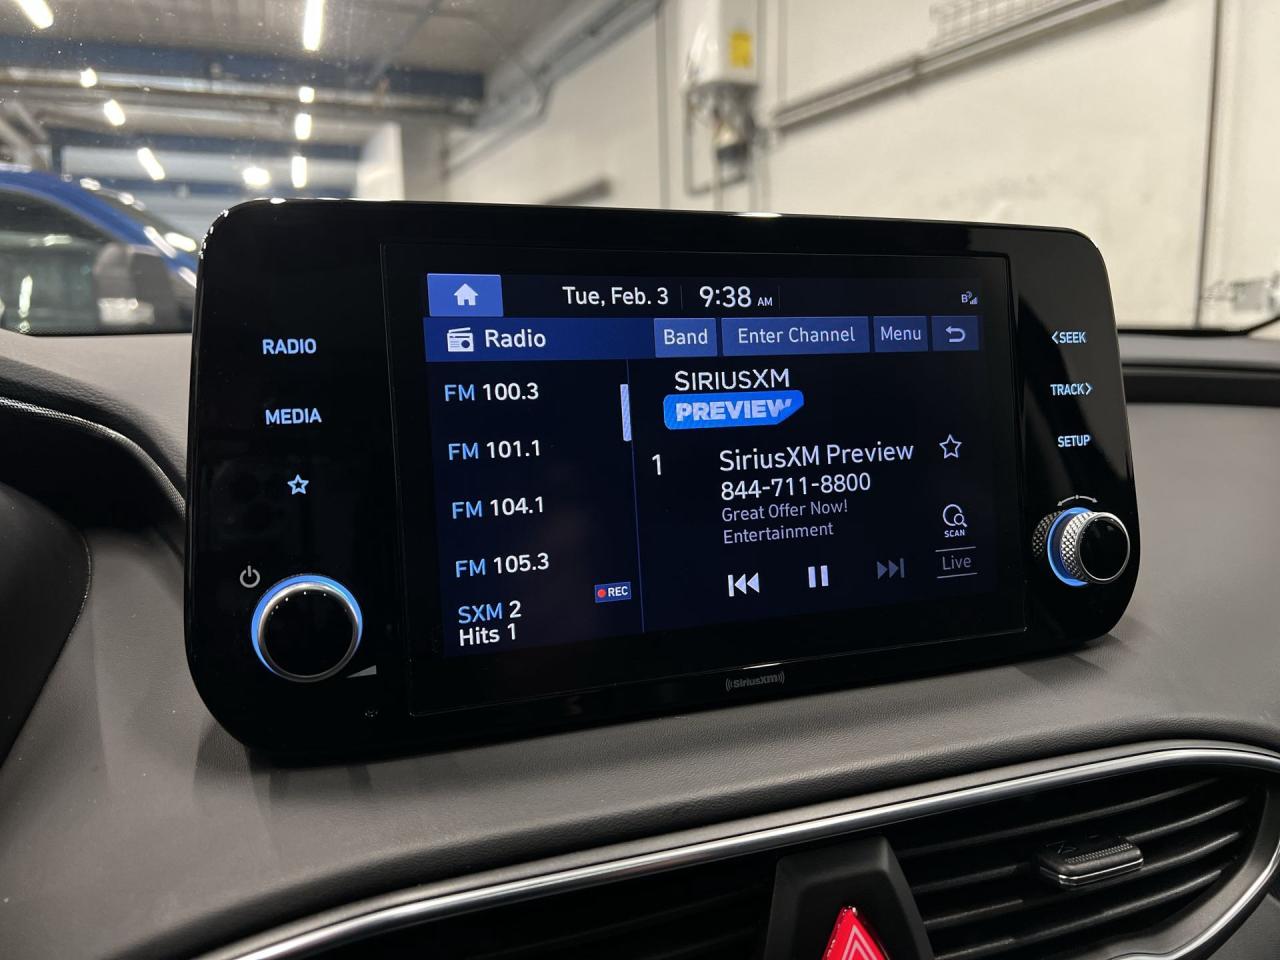 Tue, Feb. 3 9:38 AM
Radio Band Enter Channel Menu
RADIO
MEDIA
FM 100.3
FM 101.1
FM 104.1
FM 105.3
SXM 2
Hits 1
REC
SIRIUSXM
PREVIEW
1
SiriusXM Preview
844-711-8800
Great Offer Now!
Entertainment
SCAN
Live
<SEEK
TRACK>
SETUP
SiriusXM